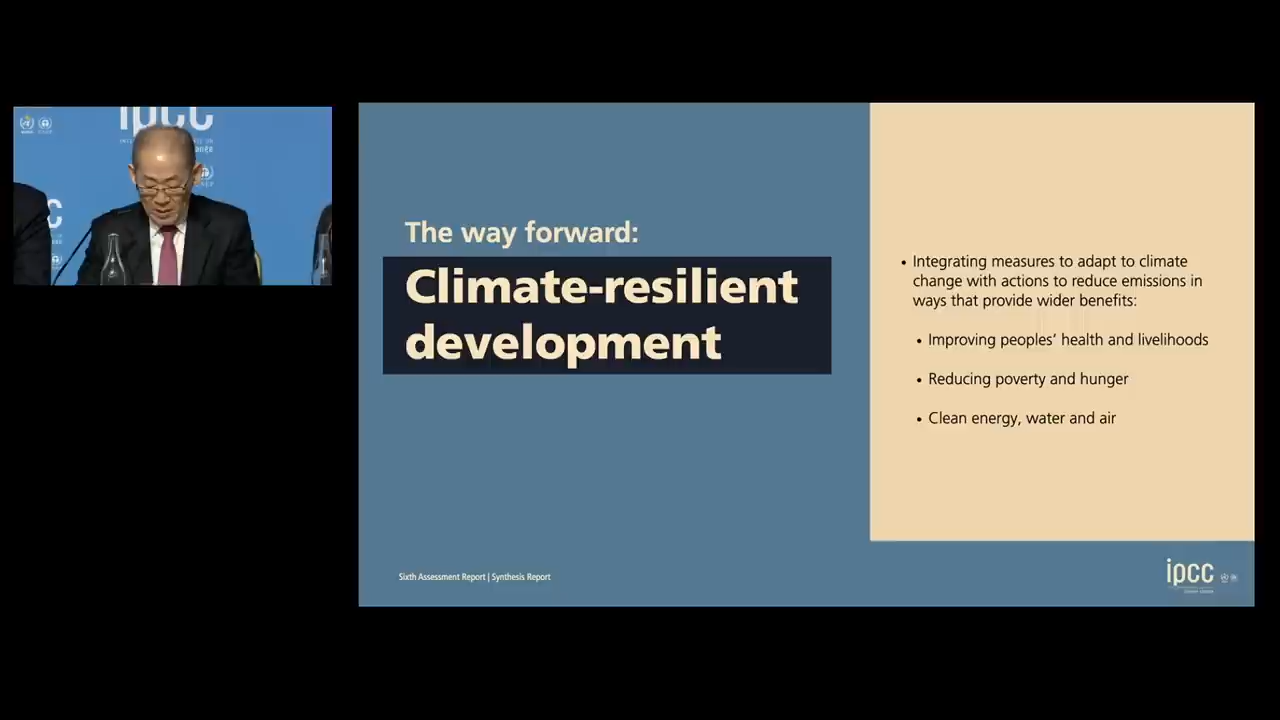 ipcc
The way forward:
Climate-resilient
development
• Integrating measures to adapt to climate
change with actions to reduce emissions in
ways that provide wider benefits:
• Improving peoples’ health and livelihoods
• Reducing poverty and hunger
• Clean energy, water and air
Sixth Assessment Report | Synthesis Report
ipcc